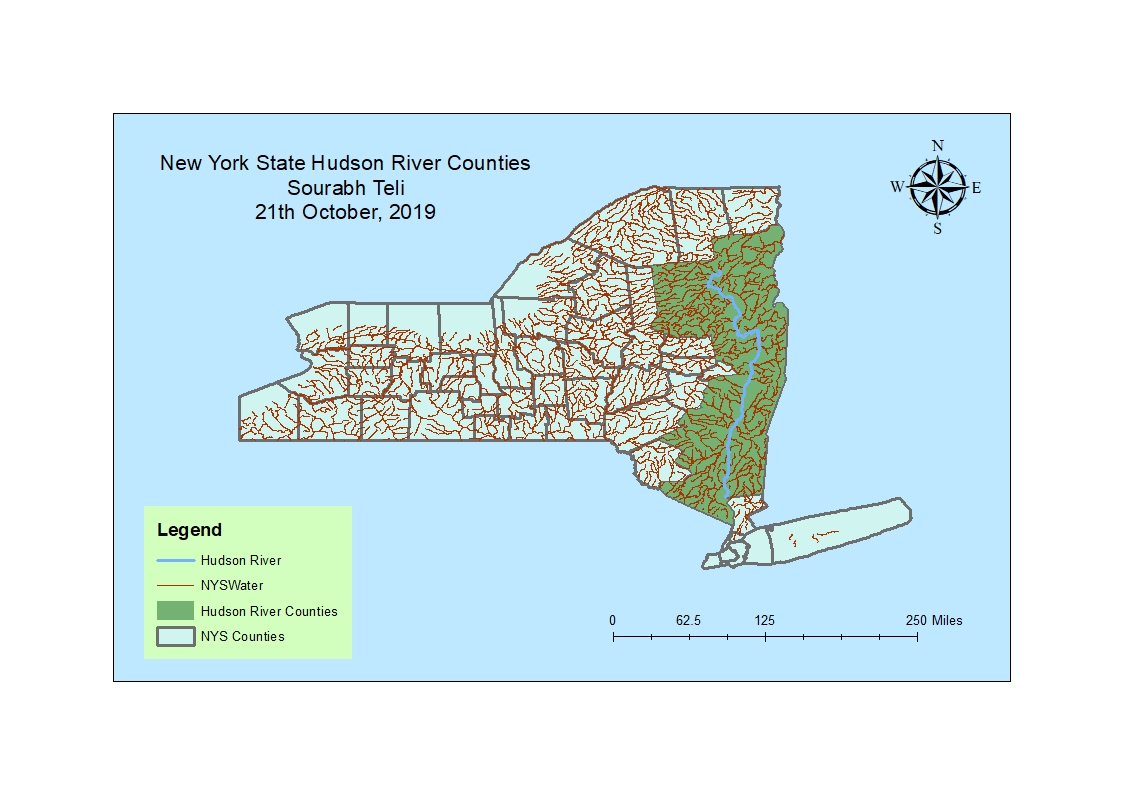 New York State Hudson River Counties
Sourabh Teli
21th October, 2019
N
W E
S
Legend
Hudson River
NYSWater
Hudson River Counties
NYS Counties
0 62.5 125 250 Miles